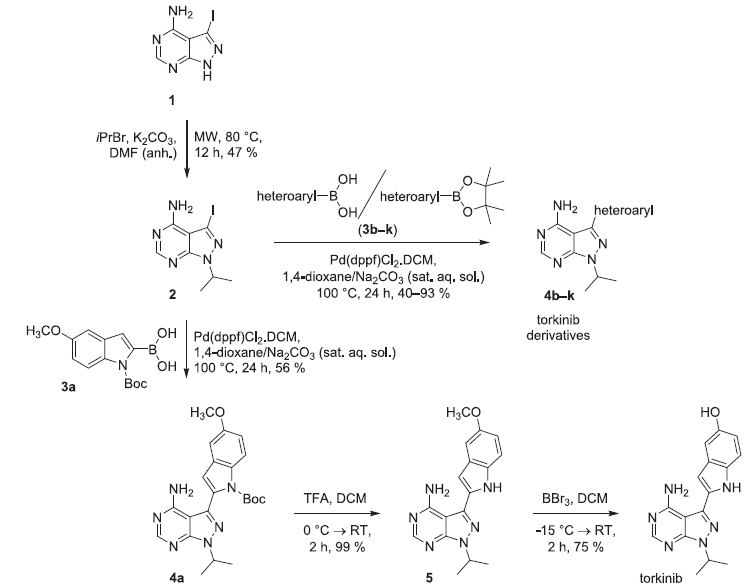 NH2
I
N
N
N
N
H
1
iPrBr, K2CO3,
DMF (anh.)
MW, 80 °C,
12 h, 47 %
NH2
I
N
N
N
N
2
heteroaryl–B
OH
OH
heteroaryl–B
O
O
(3b–k)
Pd(dppf)Cl2.DCM,
1,4-dioxane/Na2CO3 (sat. aq. sol.)
100 °C, 24 h, 40–93 %
NH2
heteroaryl
N
N
N
N
4b–k
torkinib
derivatives
H3CO
OH
B
OH
N
Boc
3a
Pd(dppf)Cl2.DCM,
1,4-dioxane/Na2CO3 (sat. aq. sol.)
100 °C, 24 h, 56 %
H3CO
NH2
N
Boc
N
N
N
N
4a
TFA, DCM
0 °C → RT,
2 h, 99 %
H3CO
NH2
NH
N
N
N
N
5
BBr3, DCM
-15 °C → RT,
2 h, 75 %
HO
NH2
NH
N
N
N
N
torkinib